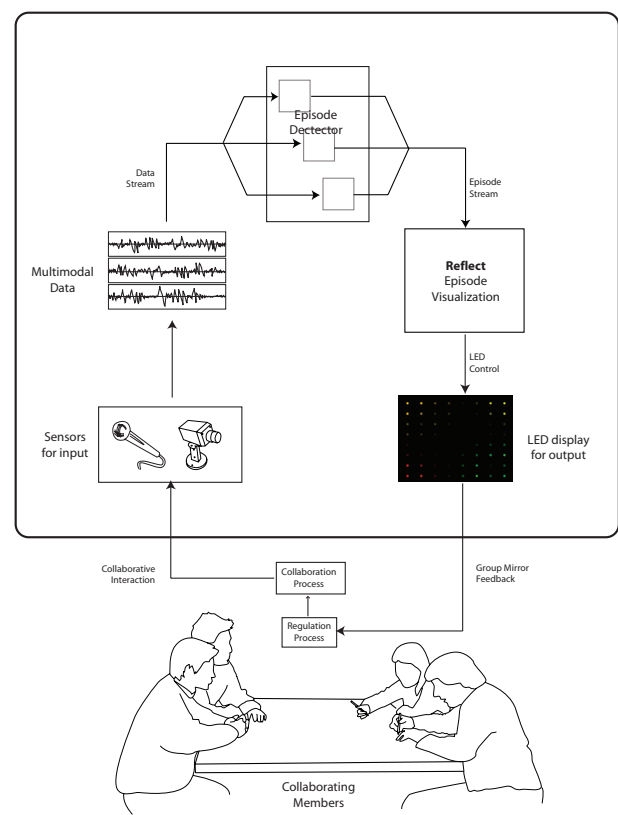 Episode
Dectector
Data
Stream
Episode
Stream
Multimodal
Data
Reflect
Episode
Visualization
LED
Control
Sensors
for input
LED display
for output
Collaborative
Interaction
Collaboration
Process
Group Mirror
Feedback
Regulation
Process
Collaborating
Members